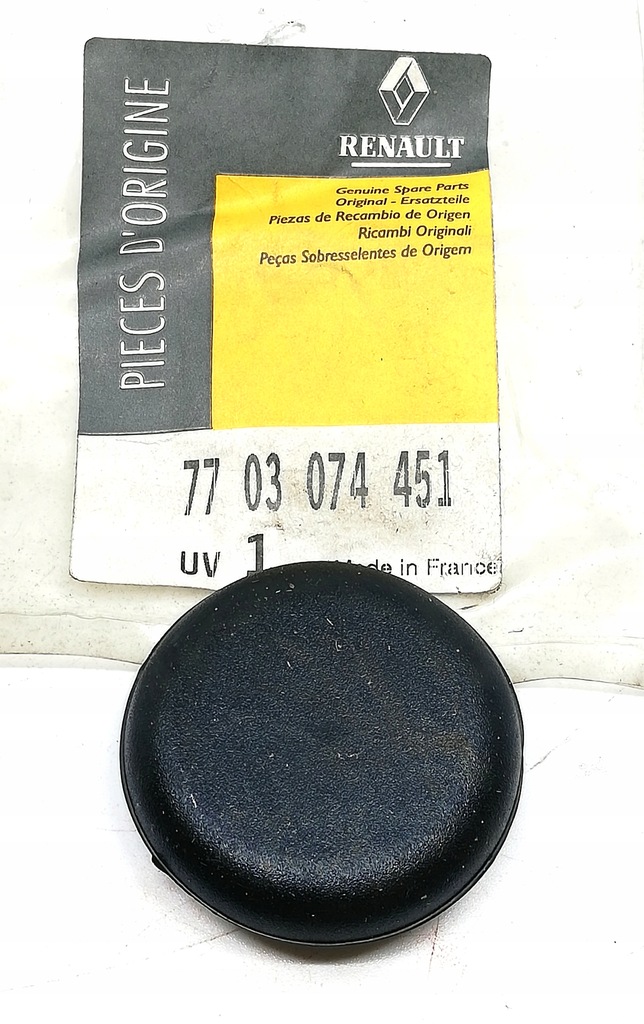 PIECES D'ORIGINE
RENAULT
Genuine Spare Parts
Original - Ersatzteile
Piezas de Recambio de Origen
Ricambi Originali
Peças Sobresselentes de Origem
77 03 074 451
UV 1
in France